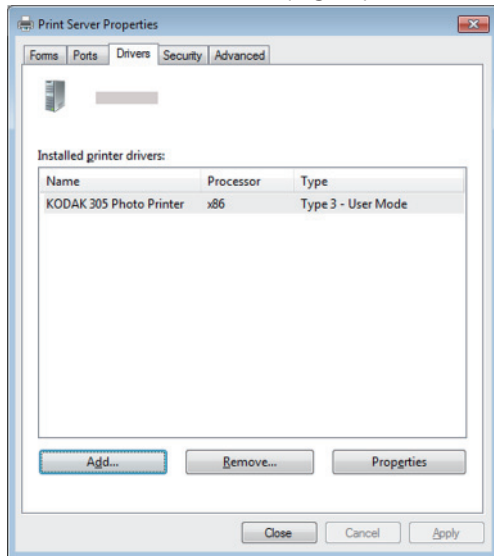 Print Server Properties
Forms Ports Drivers Security Advanced
Installed printer drivers:
Name Processor Type
KODAK 305 Photo Printer x86 Type 3 - User Mode
Add... Remove... Properties
Close Cancel Apply